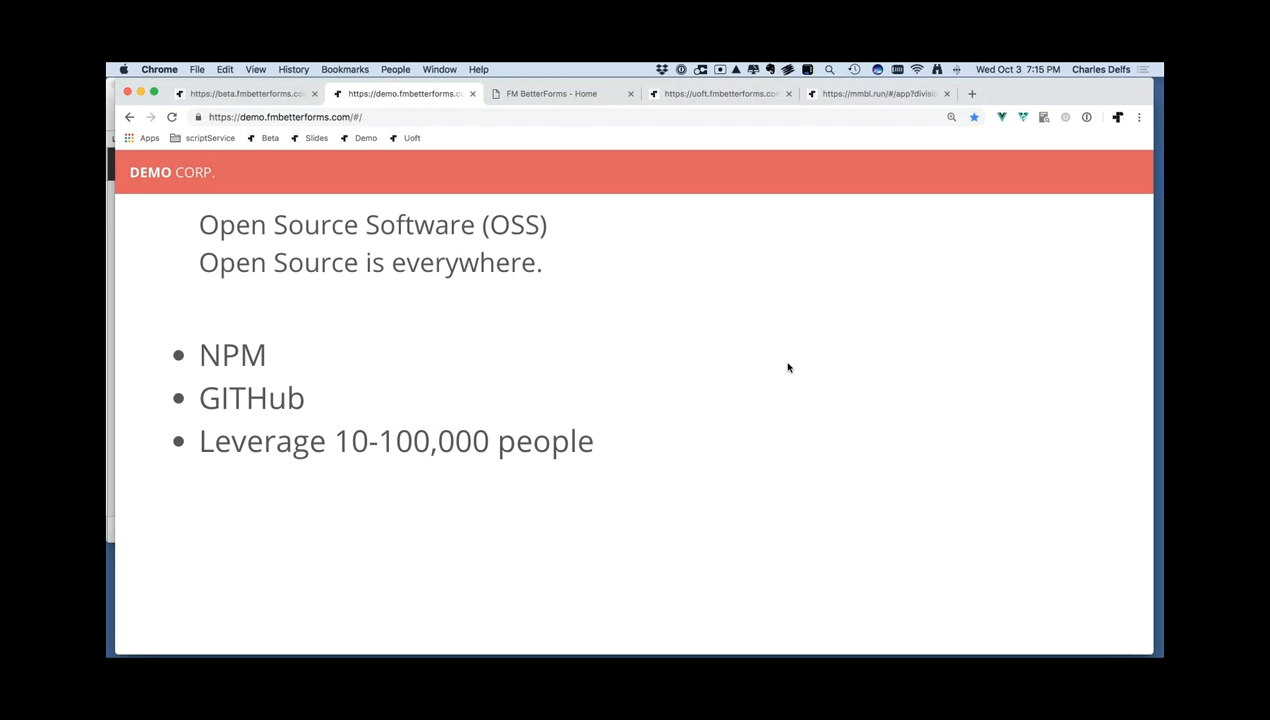 Chrome File Edit View History Bookmarks People Window Help Wed Oct 3 7:15 PM Charles Delfs
https://beta.fmbetterforms.co https://demo.fmbetterforms.c FM BetterForms - Home https://uoft.fmbetterforms.com https://mmbl.run/#/app?divisi
https://demo.fmbetterforms.com/#/
Apps scriptService Beta Slides Demo Uoft
DEMO CORP.
Open Source Software (OSS)
Open Source is everywhere.
• NPM
• GITHub
• Leverage 10-100,000 people